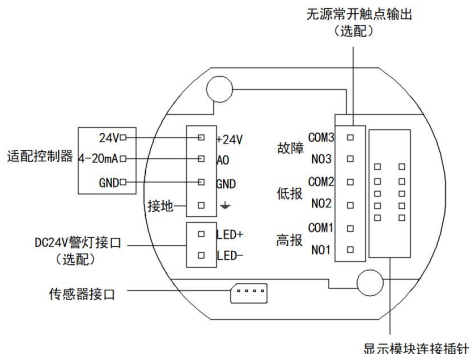 无源常开触点输出
（选配）
适配控制器
24V
4-20mA
GND
接地
+24V
AO
GND
DC24V警灯接口
（选配）
LED+
LED-
传感器接口
故障
COM3
NO3
低报
COM2
NO2
高报
COM1
NO1
显示模块连接插针